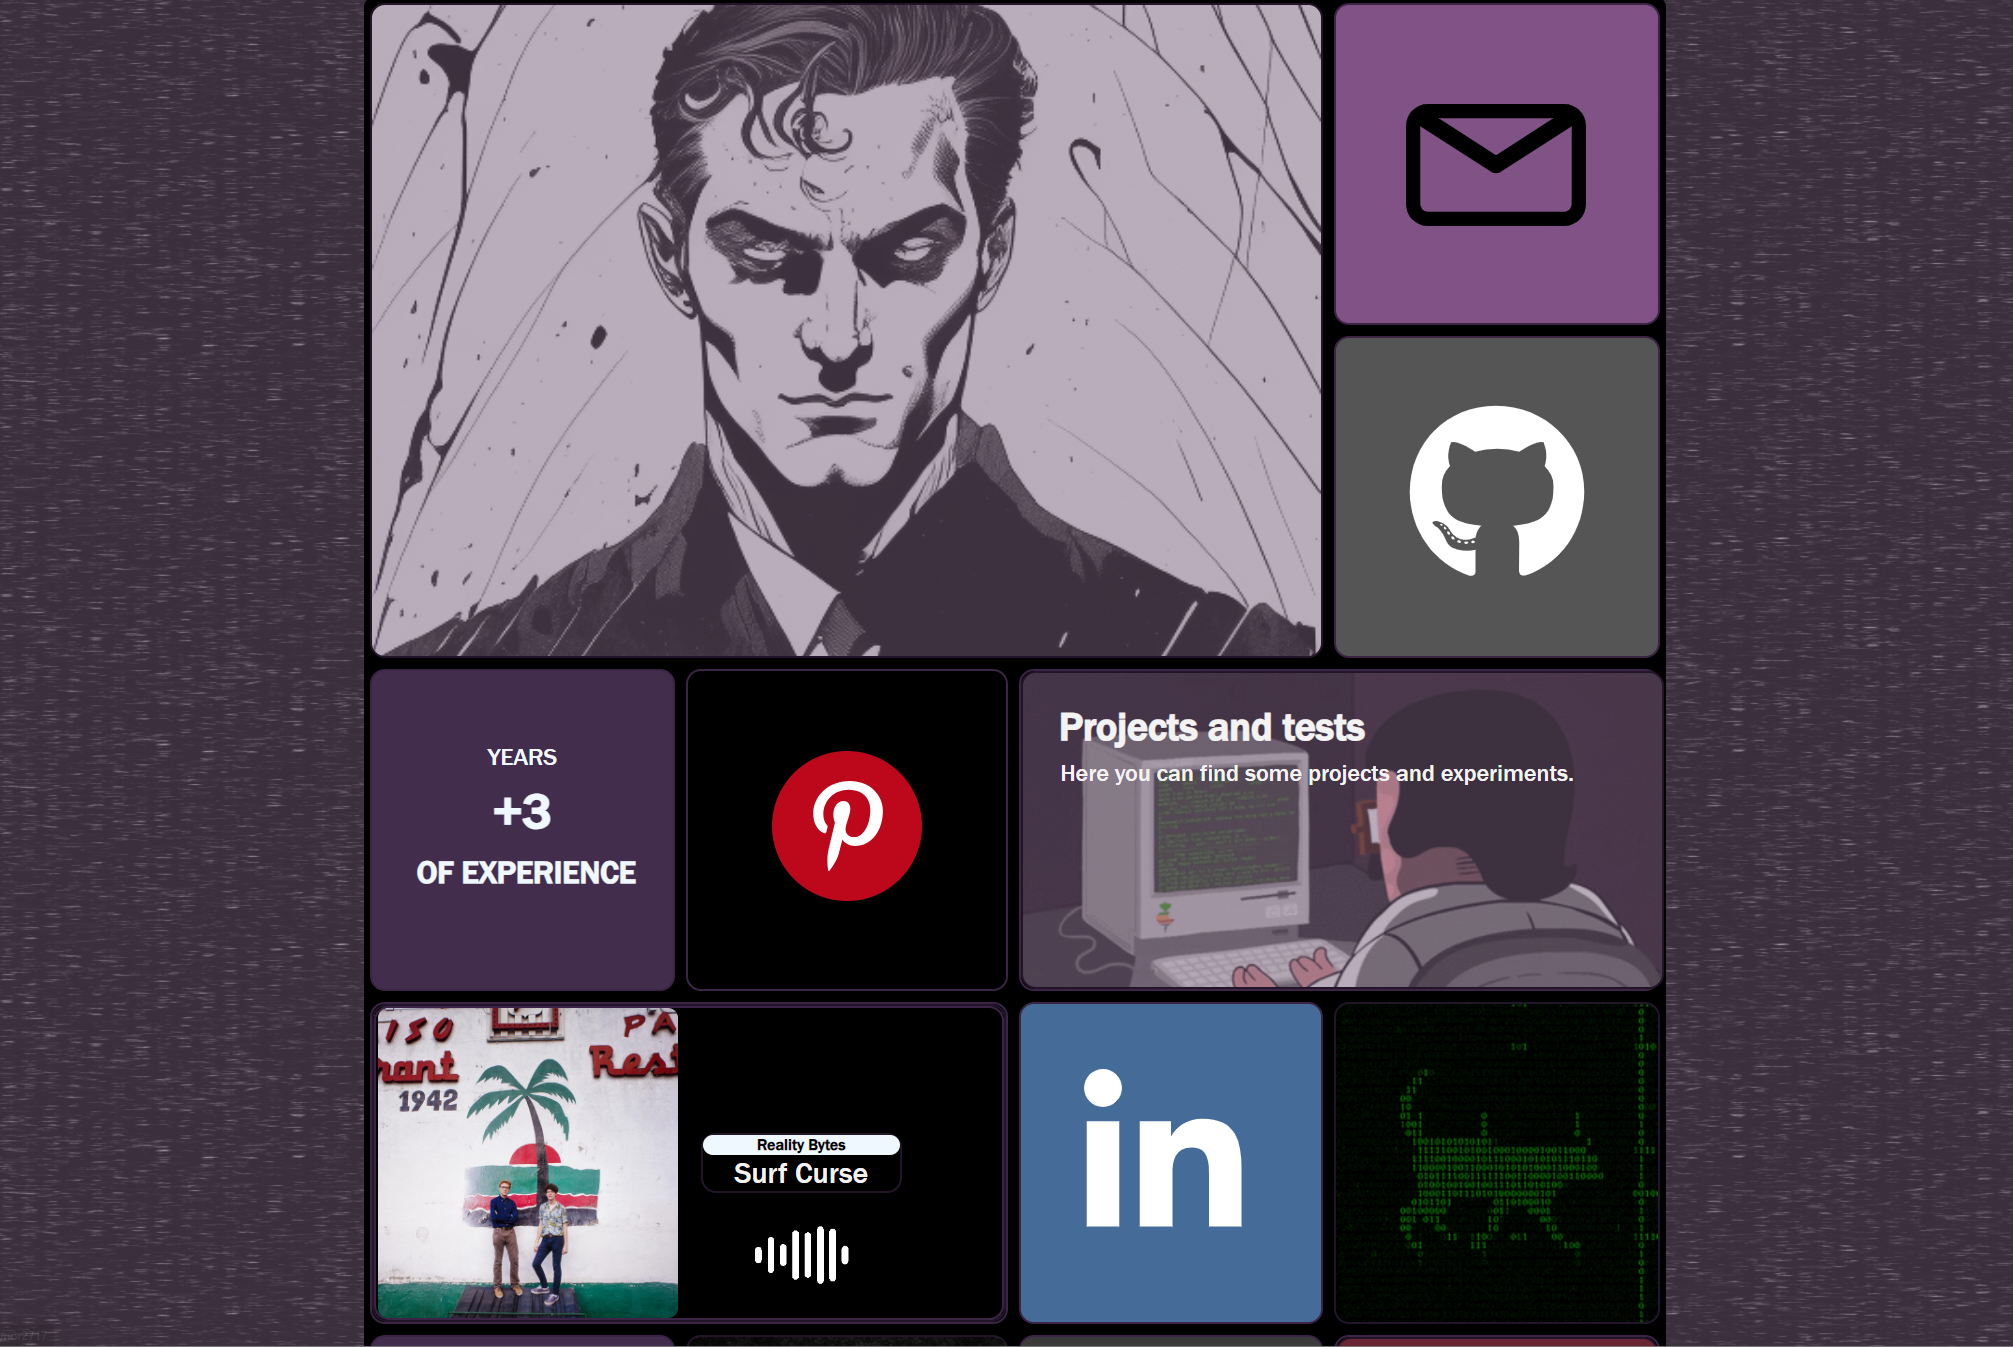 YEARS
+3
OF EXPERIENCE
Projects and tests
Here you can find some projects and experiments.
ISO
PA
rant
Rest
1942
Reality Bytes
Surf Curse
in